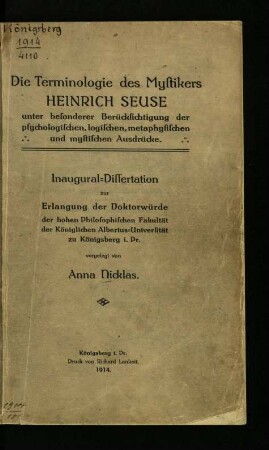 Königsberg
1914
4110
Die Terminologie des Mystikers
HEINRICH SEUSE
unter besonderer Berücksichtigung der
psychologischen, logischen, metaphysischen
und mystischen Ausdrücke.
Inaugural-Dissertation
zur
Erlangung der Doktorwürde
der hohen Philosophischen Fakultät
der Königlichen Albertus-Universität
zu Königsberg i. Pr.
vorgelegt von
Anna Nicklas.
Königsberg i. Pr.
Druck von Richard Leupold.
1914.